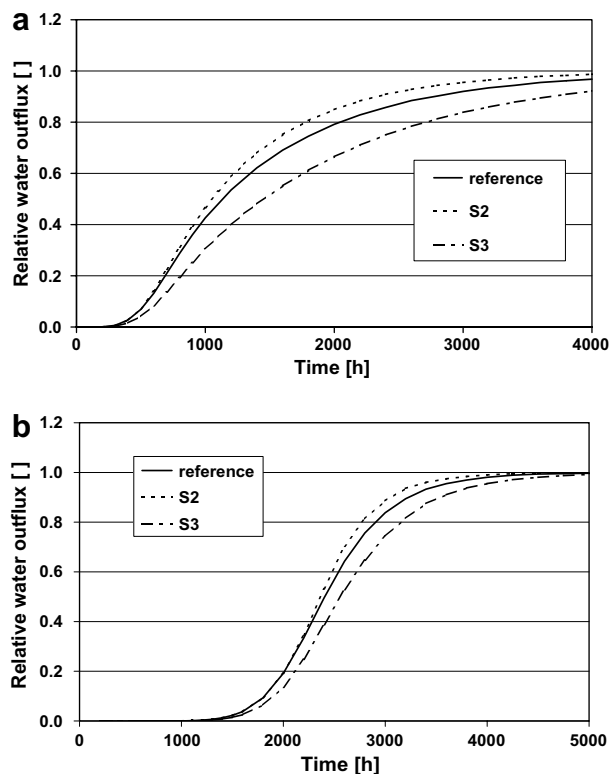 a
Relative water outflux [ ]
1.2
1.0
0.8
0.6
0.4
0.2
0.0
reference
S2
S3
0 1000 2000 3000 4000
Time [h]
b
Relative water outflux [ ]
1.2
1.0
0.8
0.6
0.4
0.2
0.0
reference
S2
S3
0 1000 2000 3000 4000 5000
Time [h]